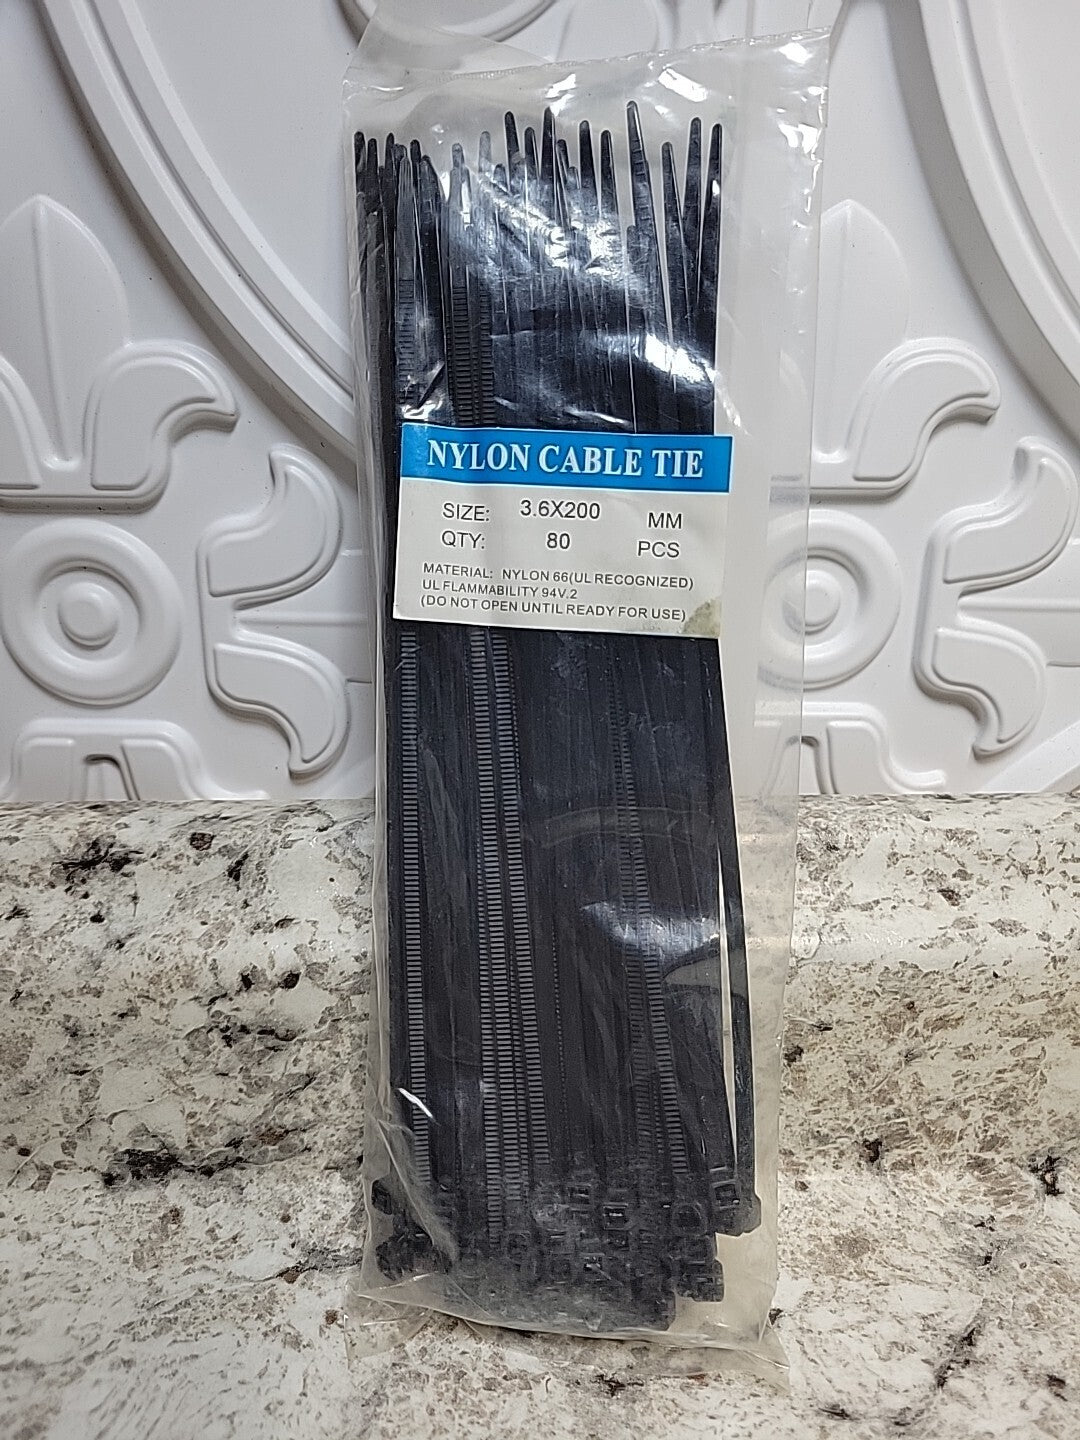 NYLON CABLE TIE
SIZE: 3.6X200 MM
QTY: 80 PCS
MATERIAL: NYLON 66(UL RECOGNIZED)
UL FLAMMABILITY 94V.2
(DO NOT OPEN UNTIL READY FOR USE)